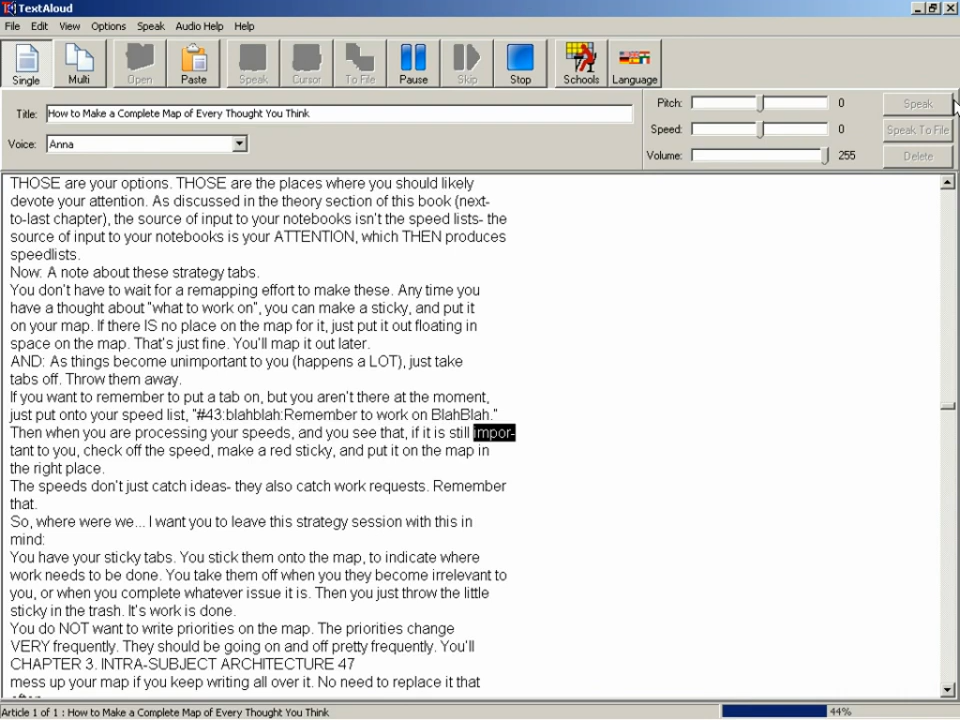 TextAloud
File Edit View Options Speak Audio Help Help
Single Multi Open Paste Speak Cursor To File Pause Skip Stop Schools Language
Title: How to Make a Complete Map of Every Thought You Think
Voice: Anna
Pitch: 0 Speak
Speed: 0 Speak To File
Volume: 255 Delete
THOSE are your options. THOSE are the places where you should likely
devote your attention. As discussed in the theory section of this book (next-
to-last chapter), the source of input to your notebooks isn't the speed lists- the
source of input to your notebooks is your ATTENTION, which THEN produces
speedlists.
Now: A note about these strategy tabs.
You don't have to wait for a remapping effort to make these. Any time you
have a thought about "what to work on", you can make a sticky, and put it
on your map. If there IS no place on the map for it, just put it out floating in
space on the map. That's just fine. You'll map it out later.
AND: As things become unimportant to you (happens a LOT), just take
tabs off. Throw them away.
If you want to remember to put a tab on, but you aren't there at the moment,
just put onto your speed list, "#43:blahblah:Remember to work on BlahBlah."
Then when you are processing your speeds, and you see that, if it is still impor-
tant to you, check off the speed, make a red sticky, and put it on the map in
the right place.
The speeds don't just catch ideas- they also catch work requests. Remember
that.
So, where were we... I want you to leave this strategy session with this in
mind:
You have your sticky tabs. You stick them onto the map, to indicate where
work needs to be done. You take them off when you they become irrelevant to
you, or when you complete whatever issue it is. Then you just throw the little
sticky in the trash. It's work is done.
You do NOT want to write priorities on the map. The priorities change
VERY frequently. They should be going on and off pretty frequently. You'll
CHAPTER 3. INTRA-SUBJECT ARCHITECTURE 47
mess up your map if you keep writing all over it. No need to replace it that
Article 1 of 1 : How to Make a Complete Map of Every Thought You Think 44%